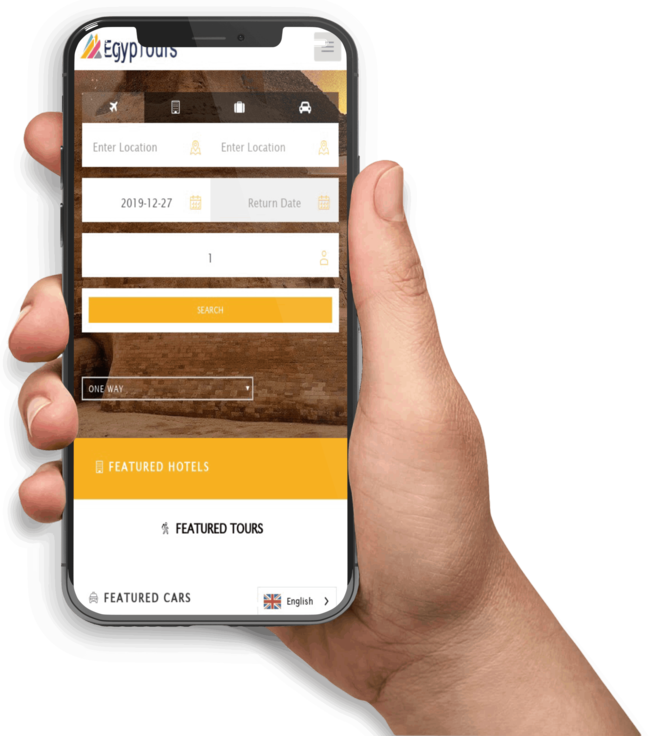 EgypTours
Enter Location Enter Location
2019-12-27 Return Date
1
SEARCH
ONE WAY
FEATURED HOTELS
FEATURED TOURS
FEATURED CARS
English